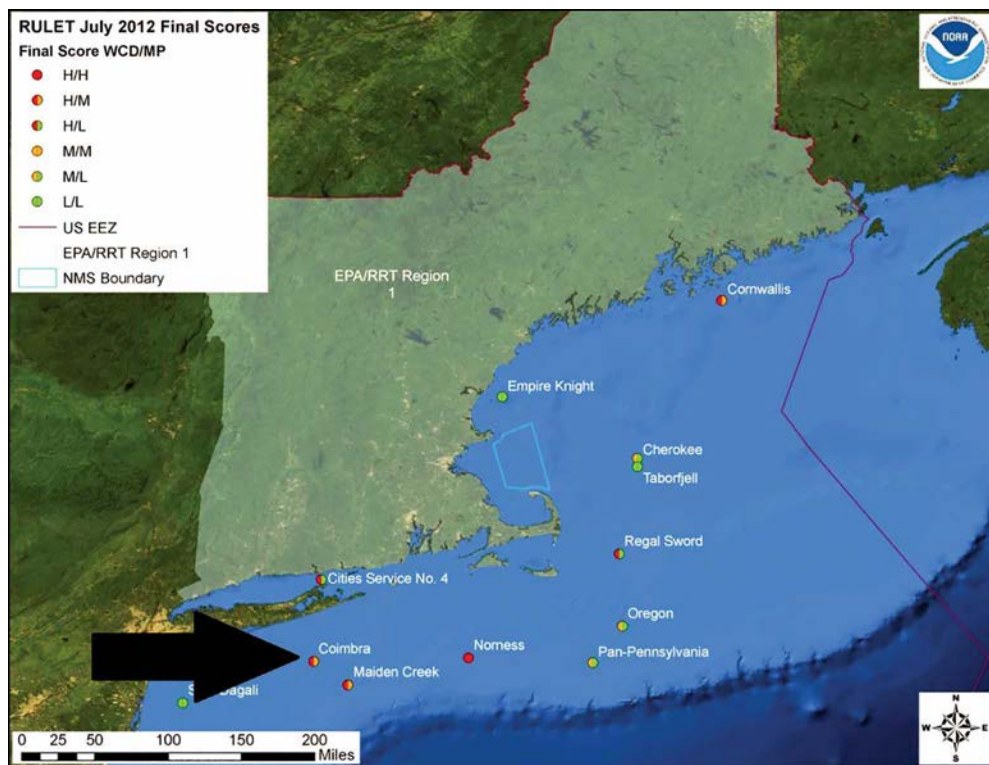 RULET July 2012 Final Scores
Final Score WCD/MP
H/H
H/M
H/L
M/M
M/L
L/L
US EEZ
EPA/RRT Region 1
NMS Boundary
NOAA
EPA/RRT Region
1
Cornwallis
Empire Knight
Cherokee
Taborfjell
Regal Sword
Cities Service No. 4
Oregon
Coimbra
Norness
Pan-Pennsylvania
Maiden Creek
Dagali
N
W
E
S
0 25 50 100 150 200
Miles